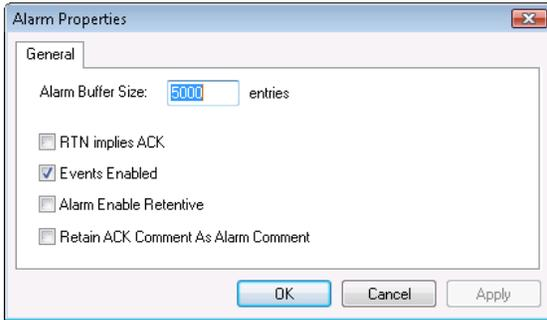 Alarm Properties
General
Alarm Buffer Size: 5000 entries
RTN implies ACK
Events Enabled
Alarm Enable Retentive
Retain ACK Comment As Alarm Comment
OK Cancel Apply